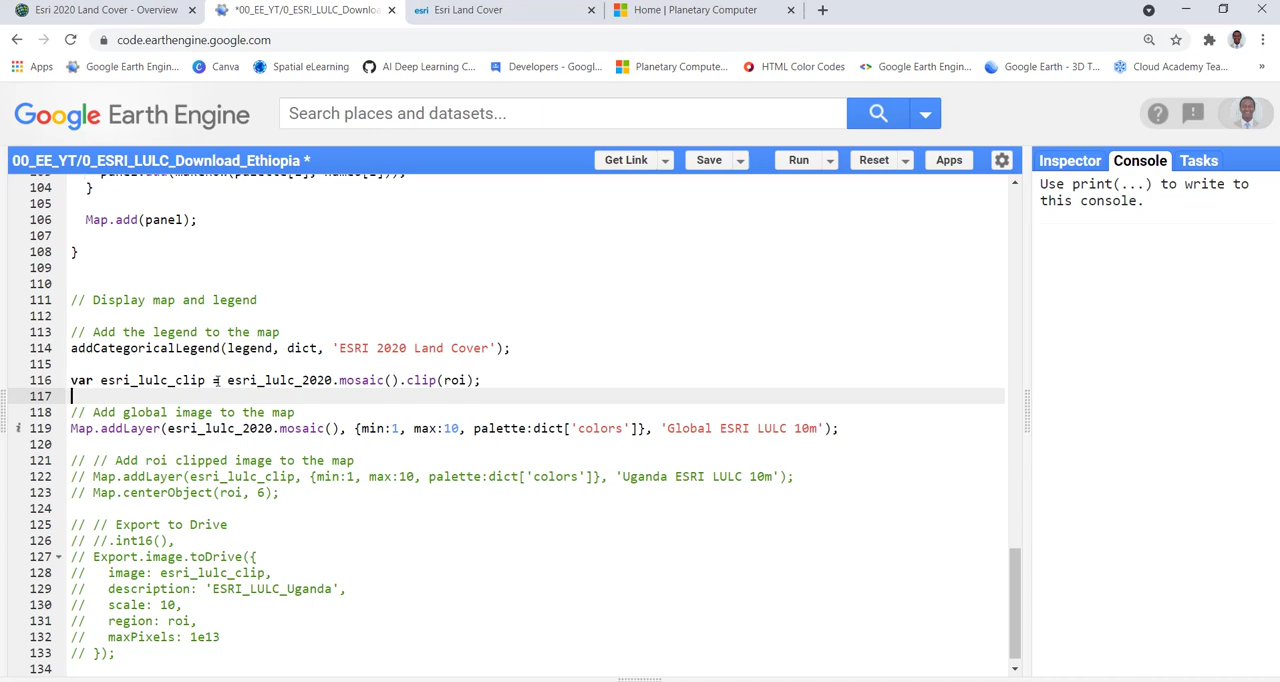 Esri 2020 Land Cover - Overview
*00_EE_YT/0_ESRI_LULC_Downloa
esri Esri Land Cover
Home | Planetary Computer
code.earthengine.google.com
Apps
Google Earth Engin...
Canva
Spatial eLearning
AI Deep Learning C...
Developers - Googl...
Planetary Compute...
HTML Color Codes
Google Earth Engin...
Google Earth - 3D T...
Cloud Academy Tea...
»
Google Earth Engine
Search places and datasets...
00_EE_YT/0_ESRI_LULC_Download_Ethiopia *
Get Link
Save
Run
Reset
Apps
Inspector
Console
Tasks
Use print(...) to write to
this console.
104 }
105
106 Map.add(panel);
107
108 }
109
110
111 // Display map and legend
112
113 // Add the legend to the map
114 addCategoricalLegend(legend, dict, 'ESRI 2020 Land Cover');
115
116 var esri_lulc_clip = esri_lulc_2020.mosaic().clip(roi);
117
118 // Add global image to the map
i 119 Map.addLayer(esri_lulc_2020.mosaic(), {min:1, max:10, palette:dict['colors']}, 'Global ESRI LULC 10m');
120
121 // // Add roi clipped image to the map
122 // Map.addLayer(esri_lulc_clip, {min:1, max:10, palette:dict['colors']}, 'Uganda ESRI LULC 10m');
123 // Map.centerObject(roi, 6);
124
125 // // Export to Drive
126 // //.int16(),
127 // Export.image.toDrive({
128 //   image: esri_lulc_clip,
129 //   description: 'ESRI_LULC_Uganda',
130 //   scale: 10,
131 //   region: roi,
132 //   maxPixels: 1e13
133 // });
134